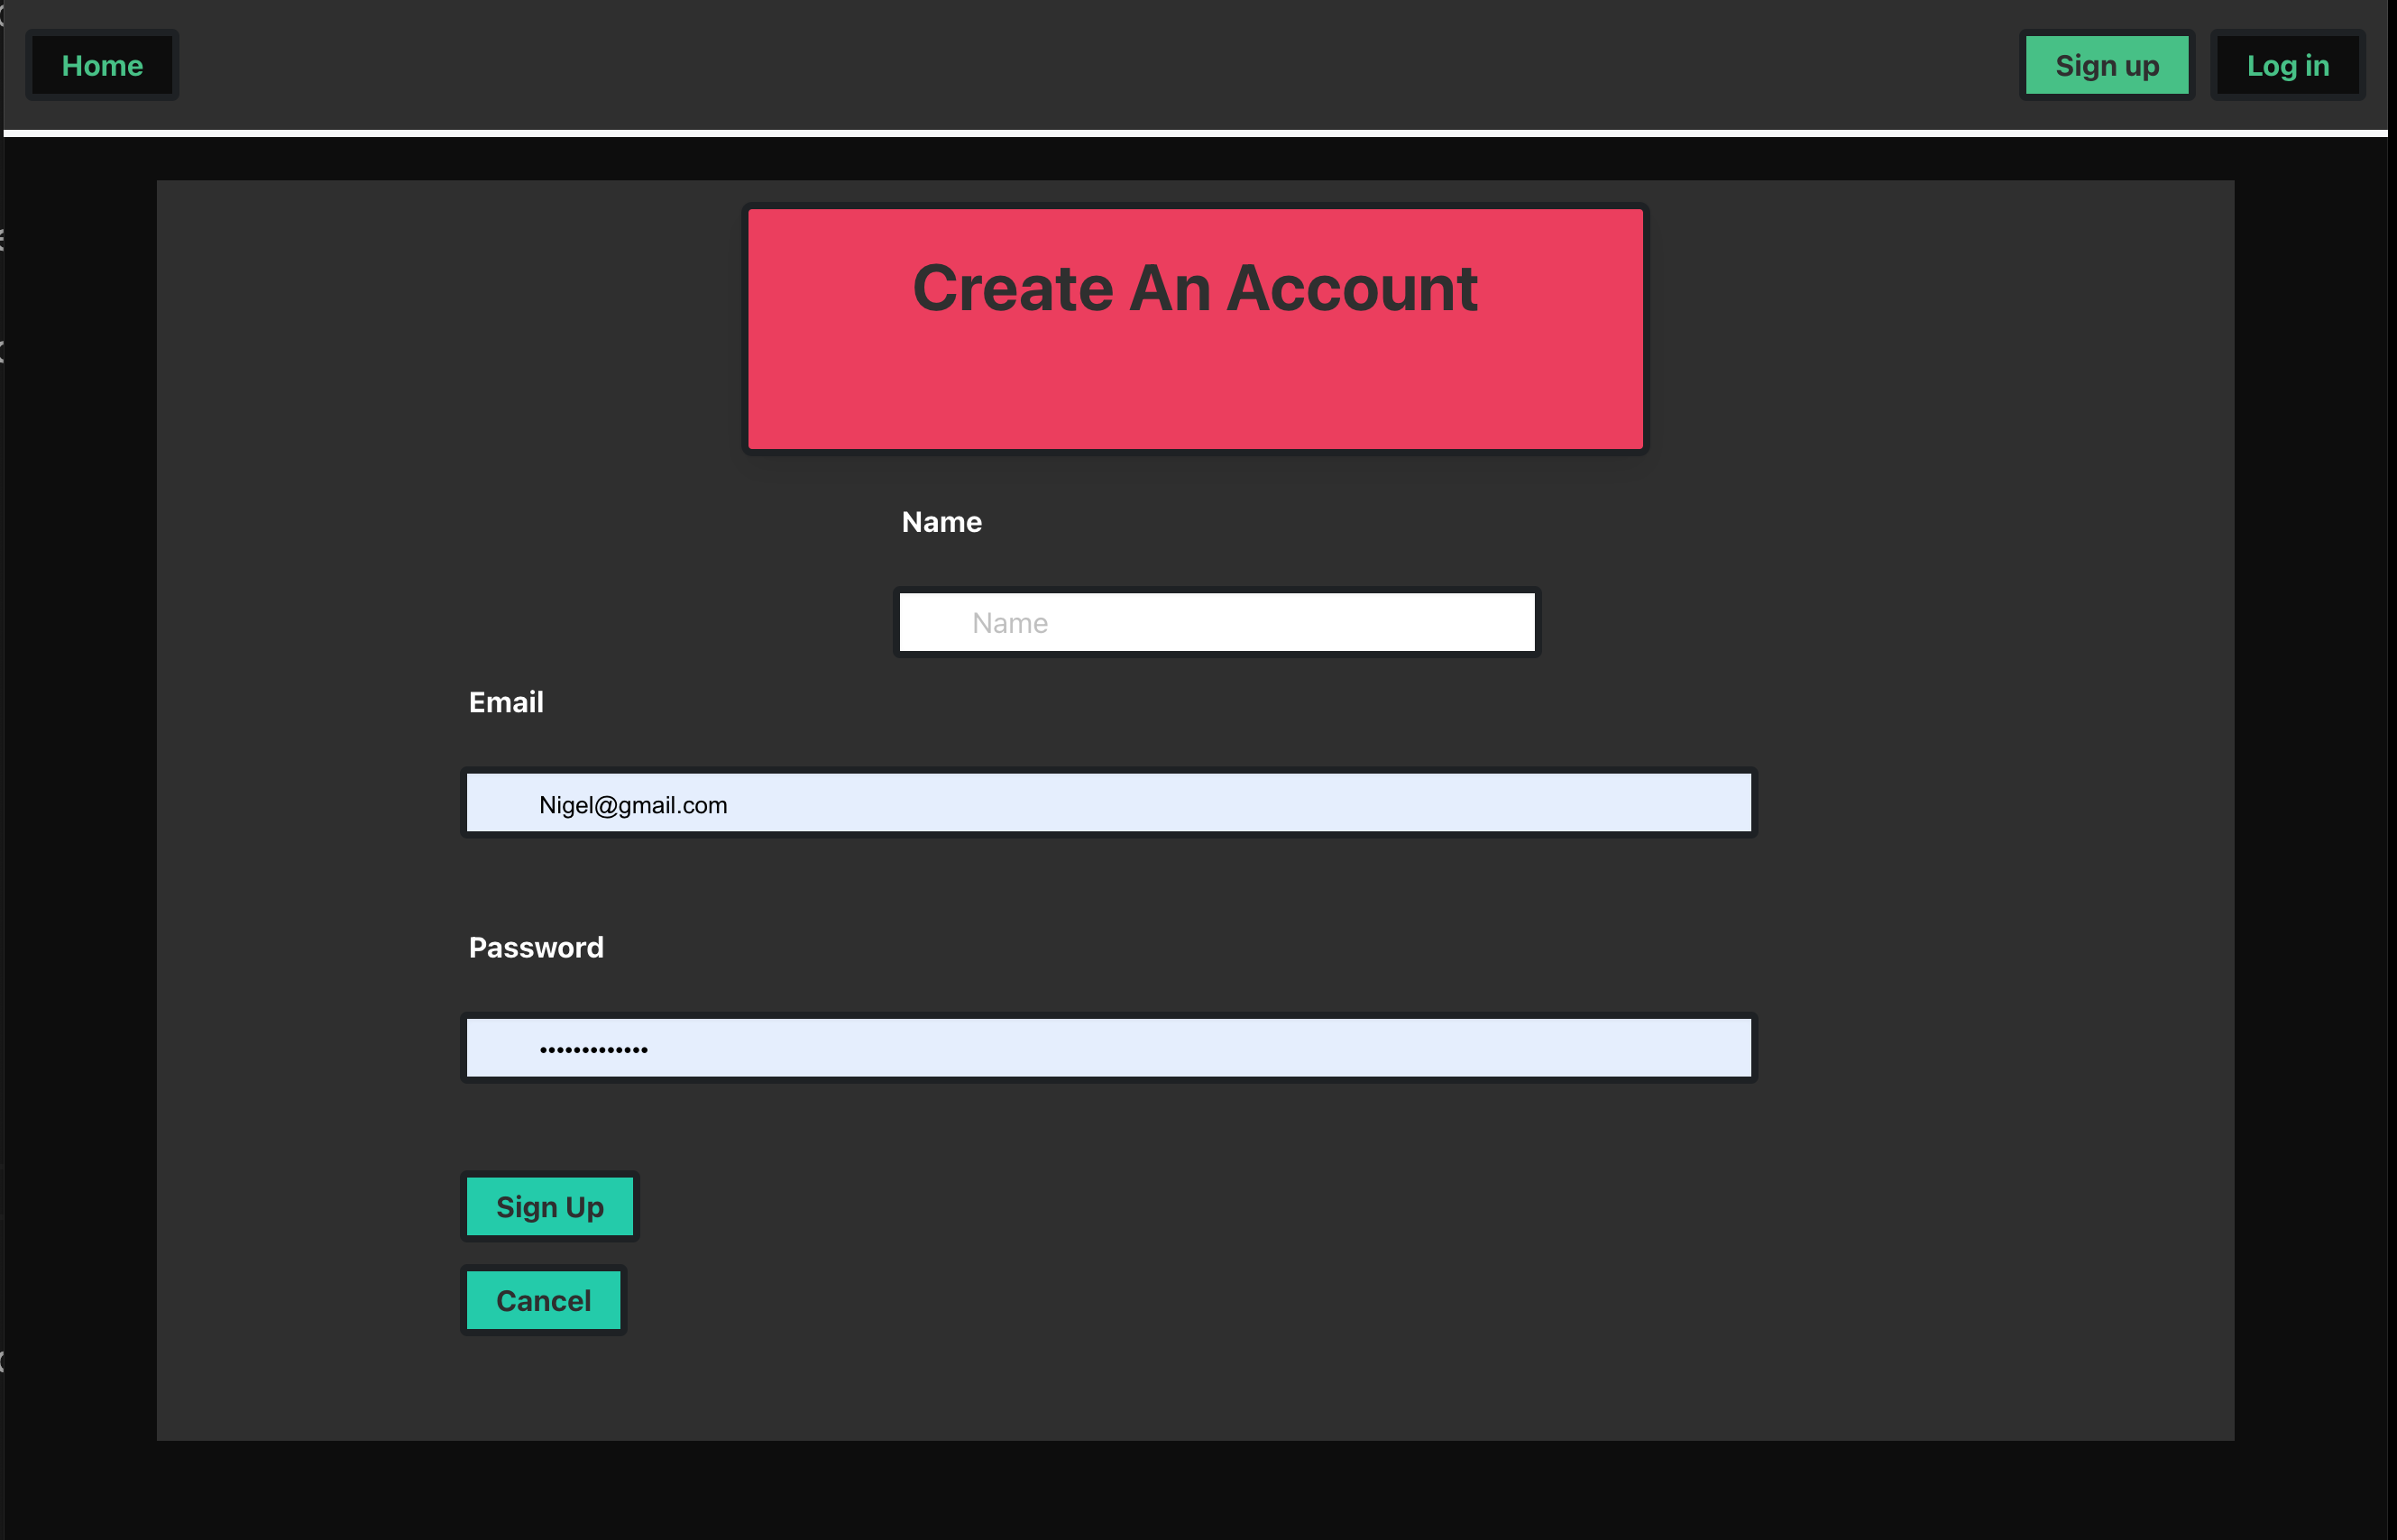 Home Sign up Log in
Create An Account
Name
Name
Email
Nigel@gmail.com
Password
•••••••••••••
Sign Up
Cancel